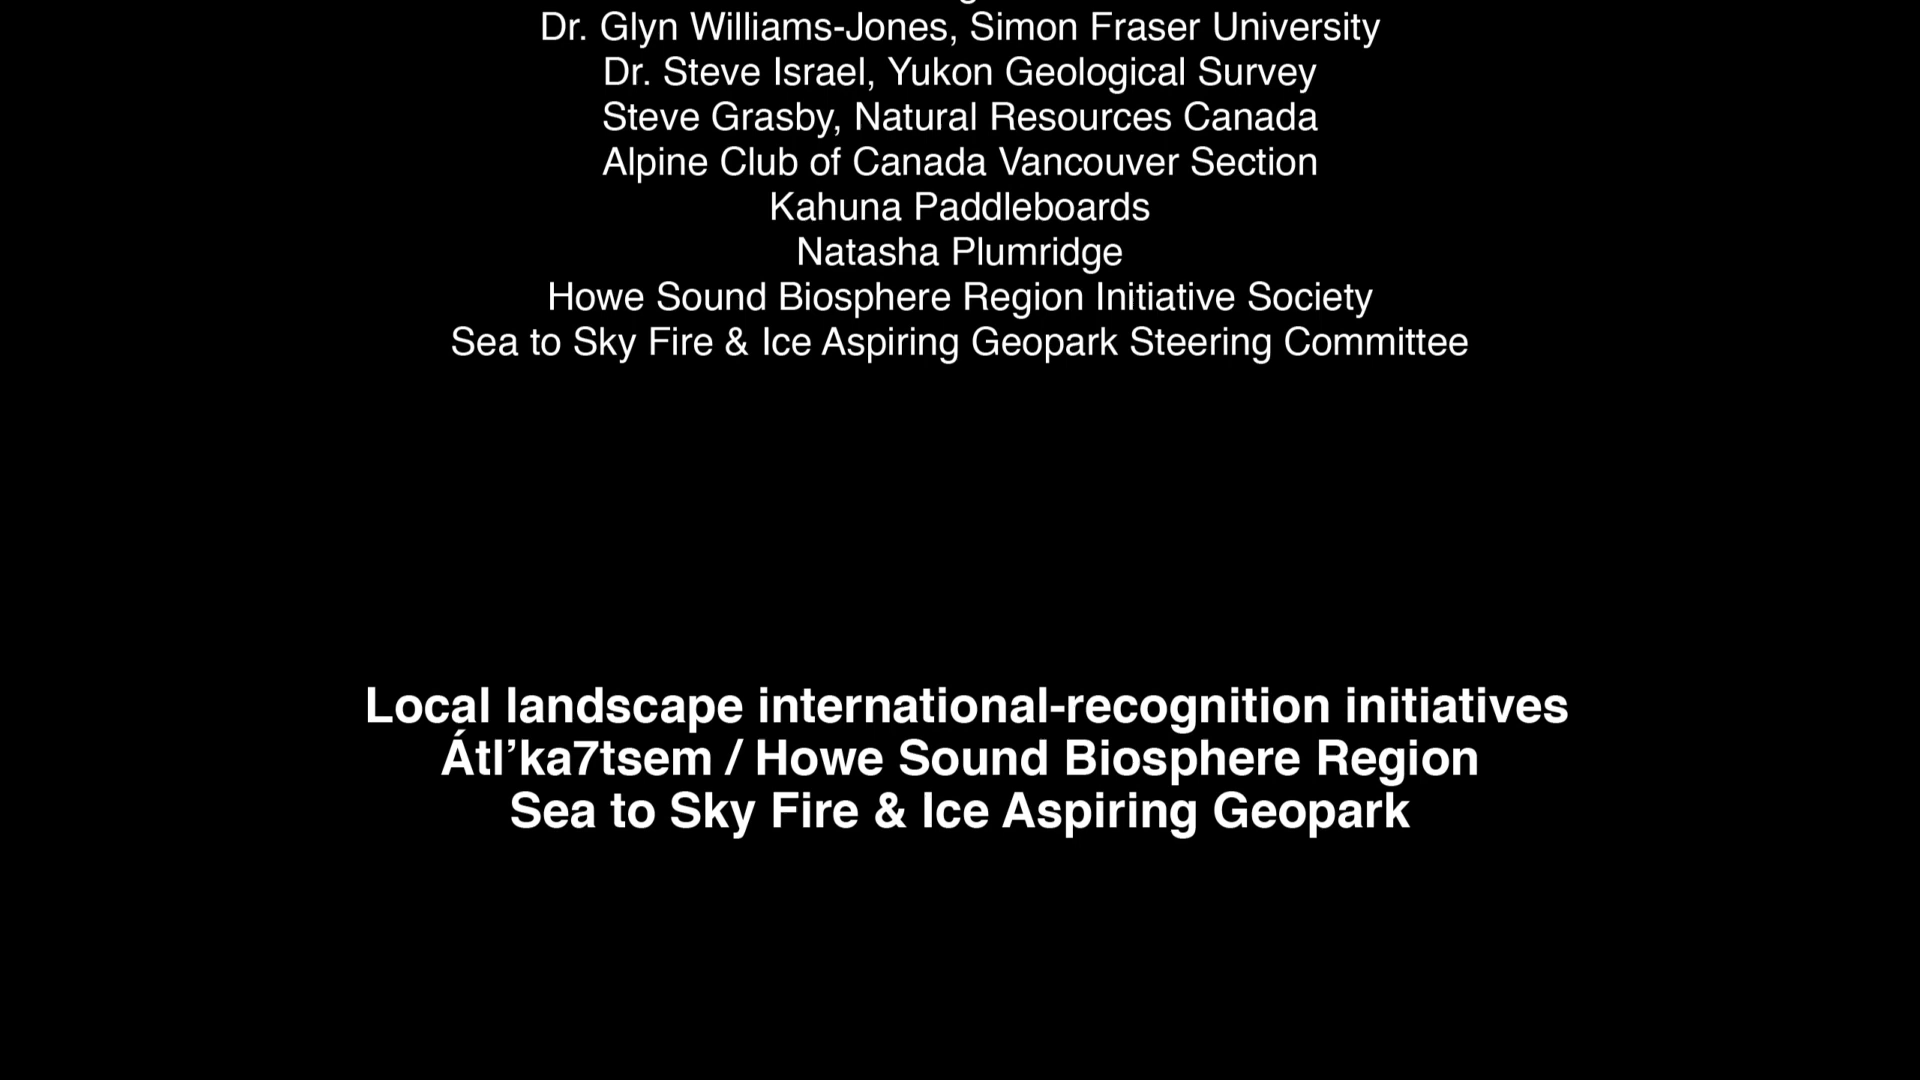 Dr. Glyn Williams-Jones, Simon Fraser University
Dr. Steve Israel, Yukon Geological Survey
Steve Grasby, Natural Resources Canada
Alpine Club of Canada Vancouver Section
Kahuna Paddleboards
Natasha Plumridge
Howe Sound Biosphere Region Initiative Society
Sea to Sky Fire & Ice Aspiring Geopark Steering Committee
Local landscape international-recognition initiatives
Átl’ka7tsem / Howe Sound Biosphere Region
Sea to Sky Fire & Ice Aspiring Geopark